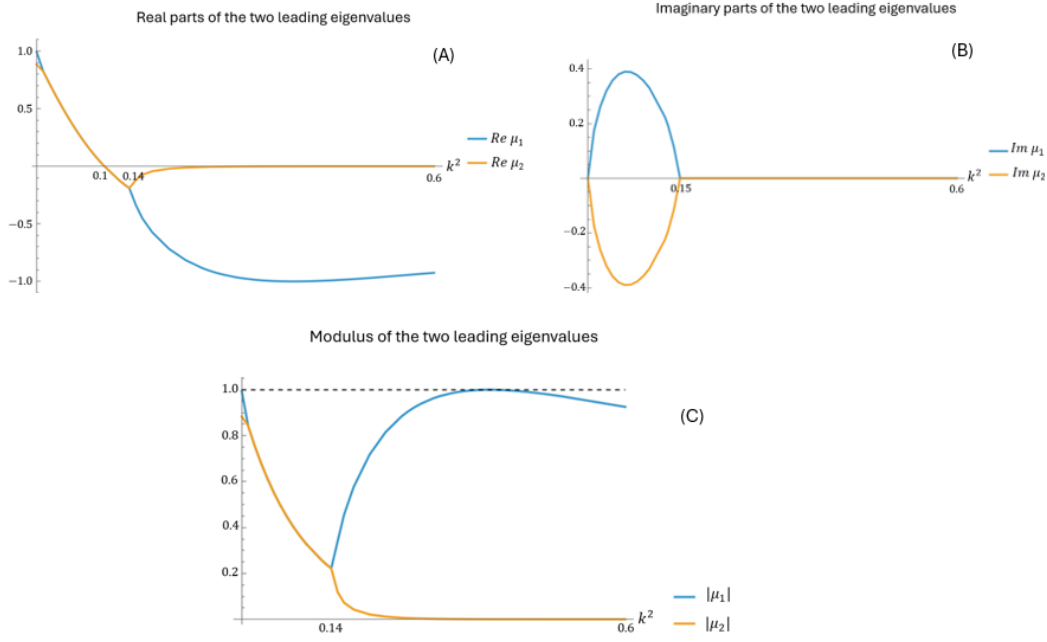 Real parts of the two leading eigenvalues
(A)
1.0
0.5
−0.5
−1.0
0.1
0.14
0.6
k²
Re μ₁
Re μ₂
Imaginary parts of the two leading eigenvalues
(B)
0.4
0.2
−0.2
−0.4
0.15
0.6
k²
Im μ₁
Im μ₂
Modulus of the two leading eigenvalues
(C)
1.0
0.8
0.6
0.4
0.2
0.14
0.6
k²
|μ₁|
|μ₂|